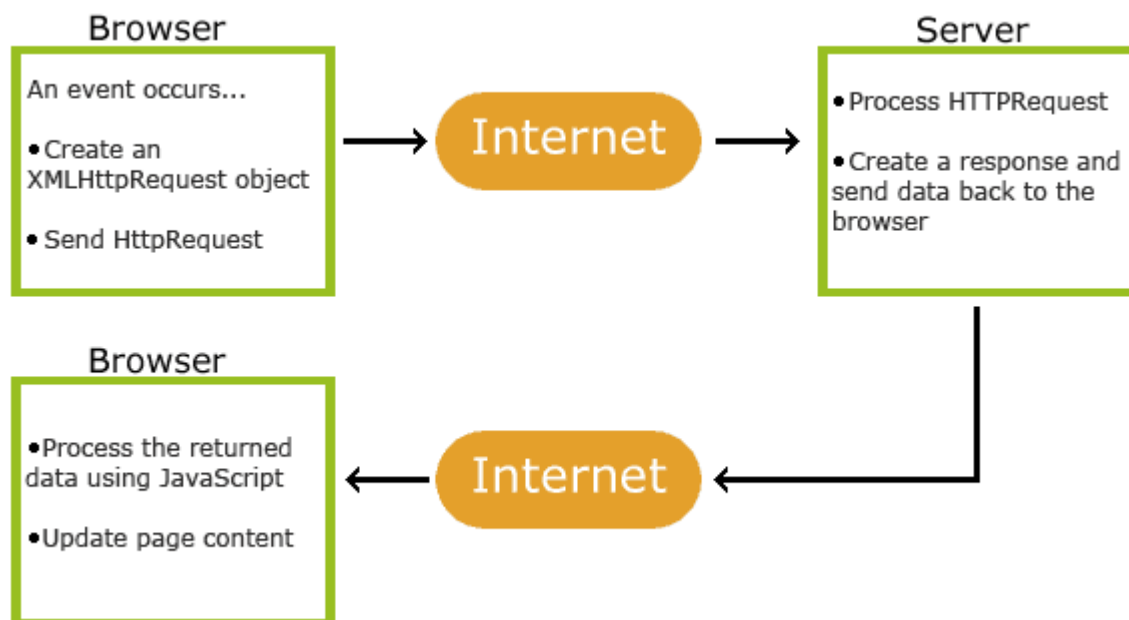 Browser
An event occurs...
•Create an
XMLHttpRequest object
• Send HttpRequest
Internet
Server
•Process HTTPRequest
•Create a response and
send data back to the
browser
Browser
•Process the returned
data using JavaScript
•Update page content
Internet